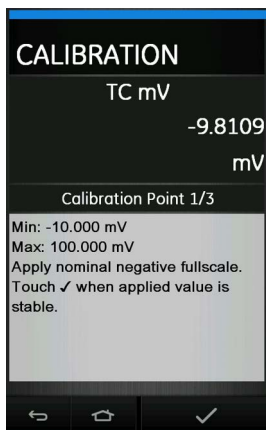 CALIBRATION
TC mV
-9.8109
mV
Calibration Point 1/3
Min: -10.000 mV
Max: 100.000 mV
Apply nominal negative fullscale.
Touch ✓ when applied value is
stable.